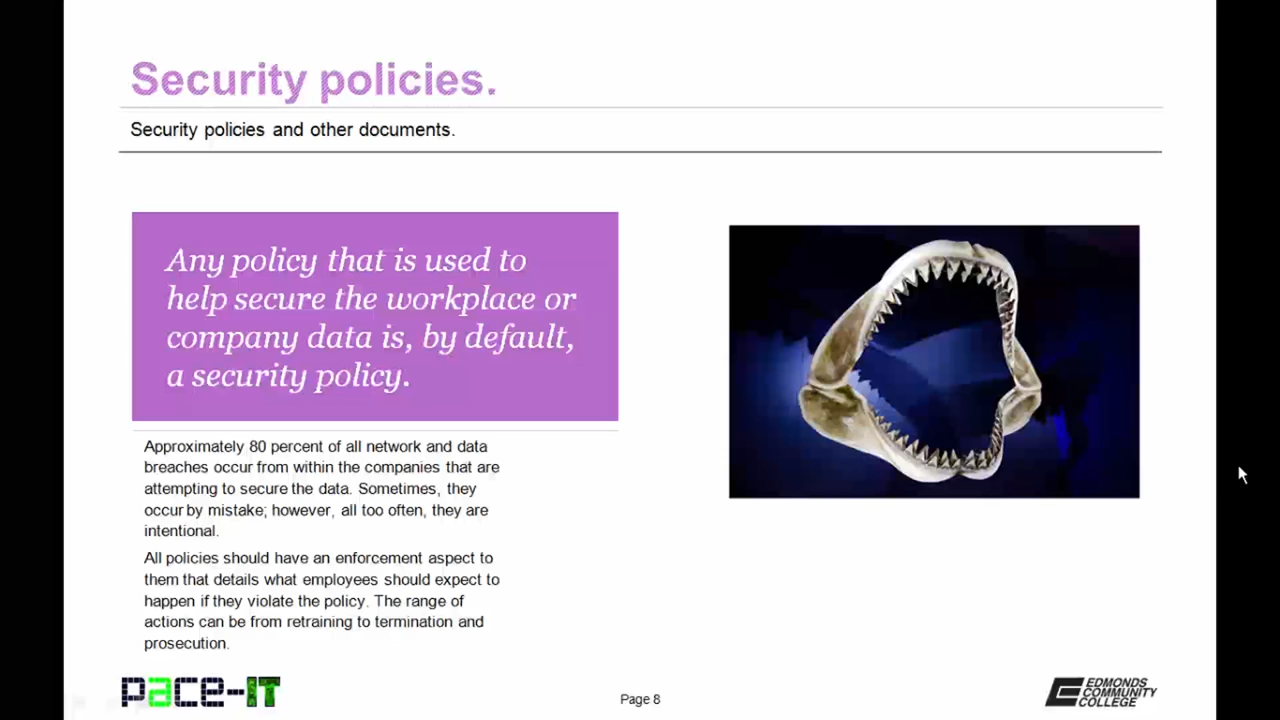 Security policies.
Security policies and other documents.
Any policy that is used to
help secure the workplace or
company data is, by default,
a security policy.
Approximately 80 percent of all network and data
breaches occur from within the companies that are
attempting to secure the data. Sometimes, they
occur by mistake; however, all too often, they are
intentional.
All policies should have an enforcement aspect to
them that details what employees should expect to
happen if they violate the policy. The range of
actions can be from retraining to termination and
prosecution.
pace-IT
Page 8
EDMONDS
COMMUNITY
COLLEGE